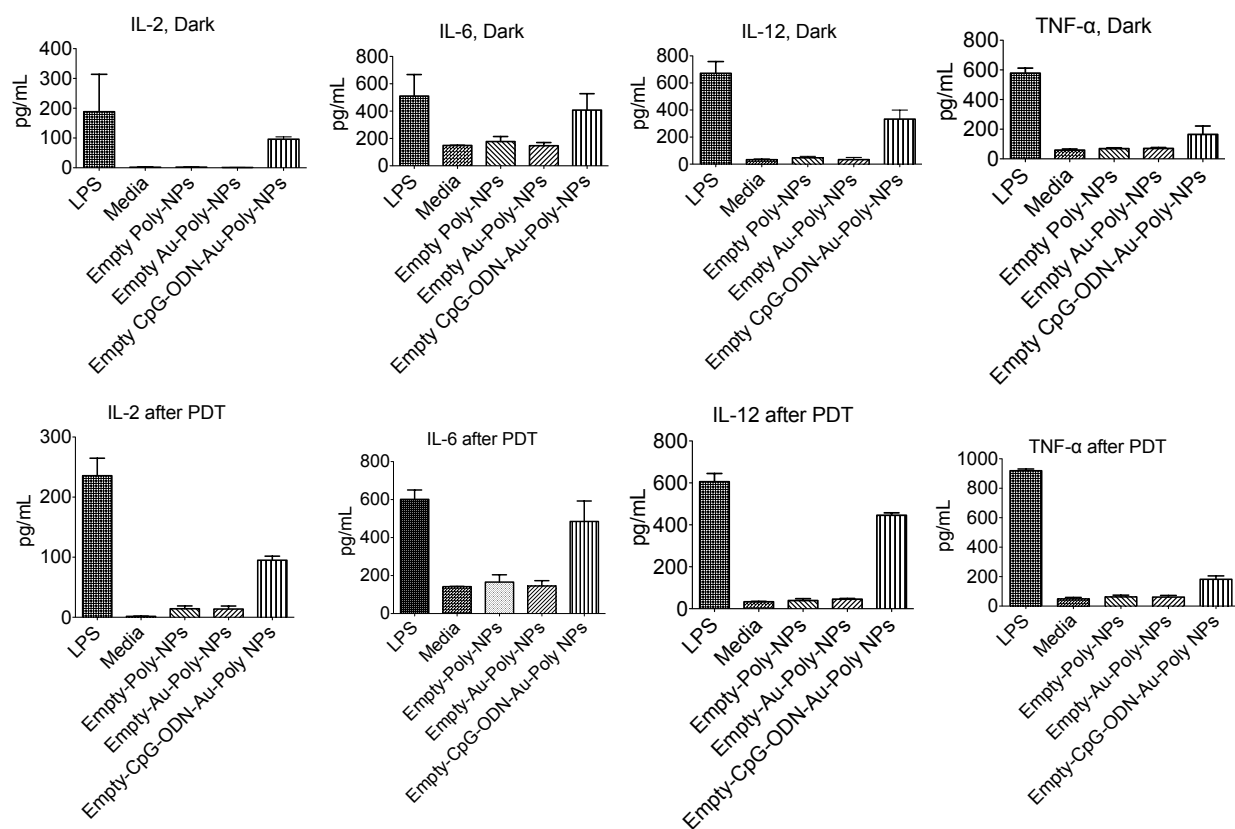 IL-2, Dark
pg/mL
400
300
200
100
0
LPS
Media
Empty Poly-NPs
Empty Au-Poly-NPs
Empty CpG-ODN-Au-Poly-NPs
IL-6, Dark
pg/mL
800
600
400
200
0
LPS
Media
Empty Poly-NPs
Empty Au-Poly-NPs
Empty CpG-ODN-Au-Poly-NPs
IL-12, Dark
pg/mL
800
600
400
200
0
LPS
Media
Empty Poly-NPs
Empty Au-Poly-NPs
Empty CpG-ODN-Au-Poly-NPs
TNF-α, Dark
pg/mL
800
600
400
200
0
LPS
Media
Empty Poly-NPs
Empty Au-Poly-NPs
Empty CpG-ODN-Au-Poly-NPs
IL-2 after PDT
pg/mL
300
200
100
0
LPS
Media
Empty-Poly-NPs
Empty-Au-Poly-NPs
Empty-CpG-ODN-Au-Poly NPs
IL-6 after PDT
pg/mL
800
600
400
200
0
LPS
Media
Empty-Poly-NPs
Empty-Au-Poly-NPs
Empty-CpG-ODN-Au-Poly NPs
IL-12 after PDT
pg/mL
800
600
400
200
0
LPS
Media
Empty-Poly-NPs
Empty-Au-Poly-NPs
Empty-CpG-ODN-Au-Poly NPs
TNF-α after PDT
pg/mL
1000
800
600
400
200
0
LPS
Media
Empty-Poly-NPs
Empty-Au-Poly-NPs
Empty-CpG-ODN-Au-Poly NPs